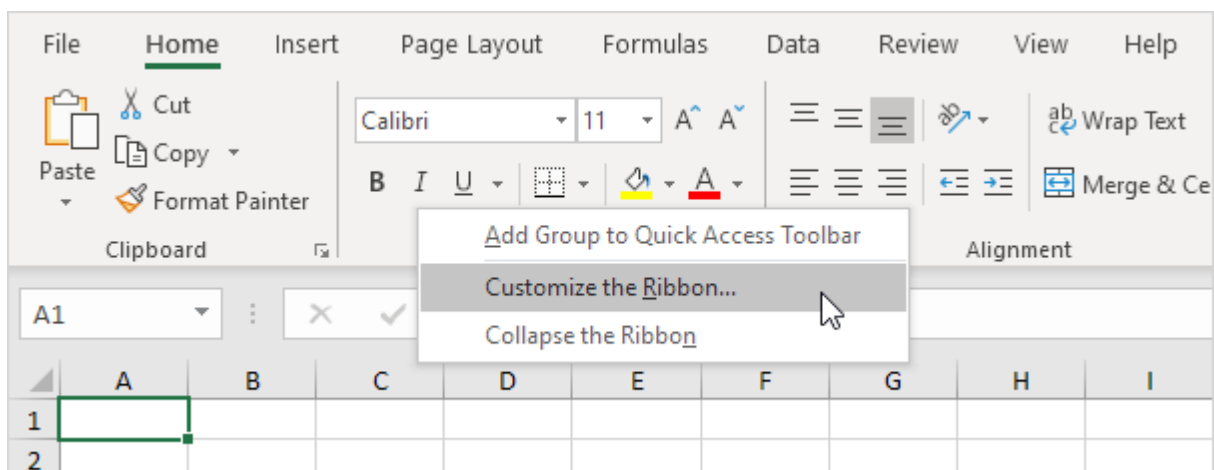 File Home Insert Page Layout Formulas Data Review View Help
Cut
Copy
Paste
Format Painter
Clipboard
Calibri 11 A A
B I U A
ab Wrap Text
Merge & Ce
Alignment
Add Group to Quick Access Toolbar
Customize the Ribbon...
Collapse the Ribbon
A1
A B C D E F G H I
1
2